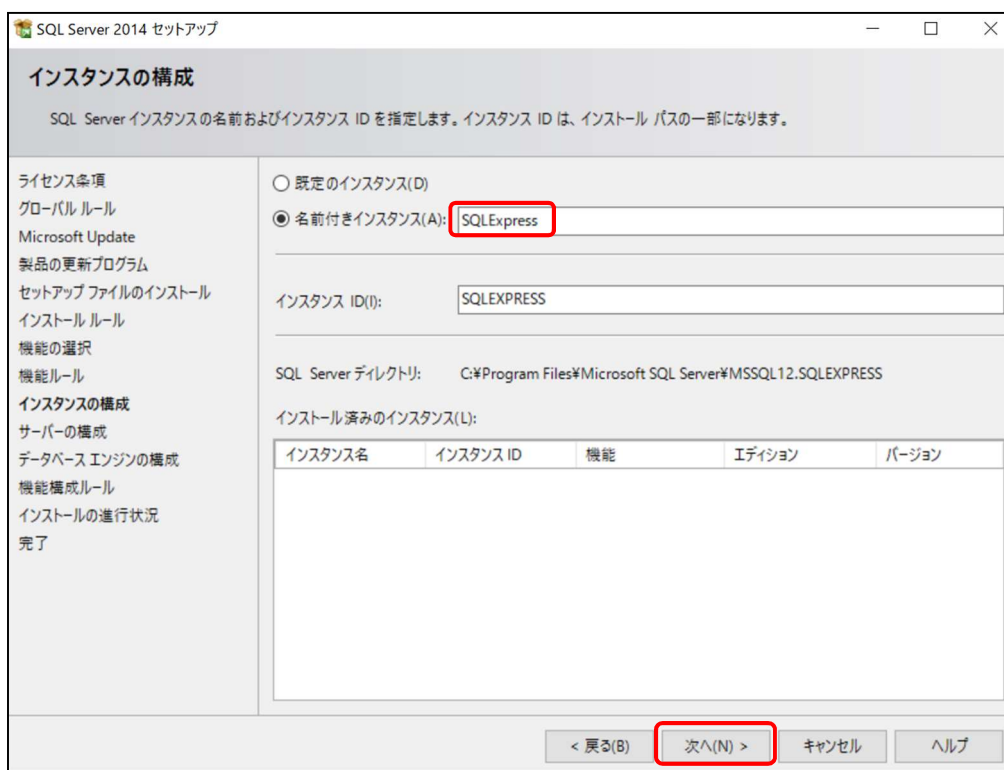 SQL Server 2014 セットアップ
インスタンスの構成
SQL Server インスタンスの名前およびインスタンス ID を指定します。インスタンス ID は、インストール パスの一部になります。
ライセンス条項
グローバル ルール
Microsoft Update
製品の更新プログラム
セットアップ ファイルのインストール
インストール ルール
機能の選択
機能ルール
インスタンスの構成
サーバーの構成
データベース エンジンの構成
機能構成ルール
インストールの進行状況
完了
既定のインスタンス(D)
名前付きインスタンス(A): SQLExpress
インスタンス ID(I): SQLEXPRESS
SQL Server ディレクトリ: C:¥Program Files¥Microsoft SQL Server¥MSSQL12.SQLEXPRESS
インストール済みのインスタンス(L):
インスタンス名 インスタンス ID 機能 エディション バージョン
< 戻る(B) 次へ(N) > キャンセル ヘルプ